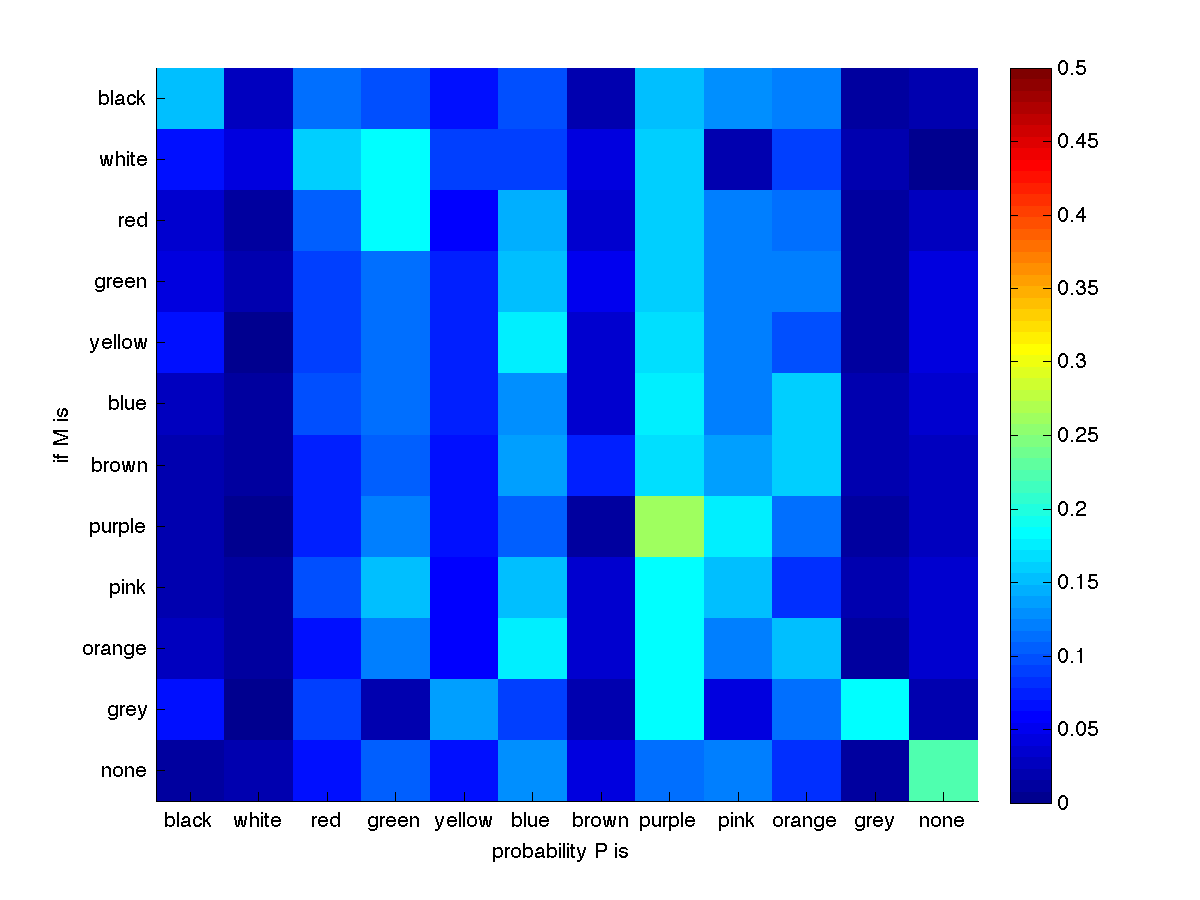 black
white
red
green
yellow
blue
brown
purple
pink
orange
grey
none
if M is
black white red green yellow blue brown purple pink orange grey none
probability P is
0.5
0.45
0.4
0.35
0.3
0.25
0.2
0.15
0.1
0.05
0